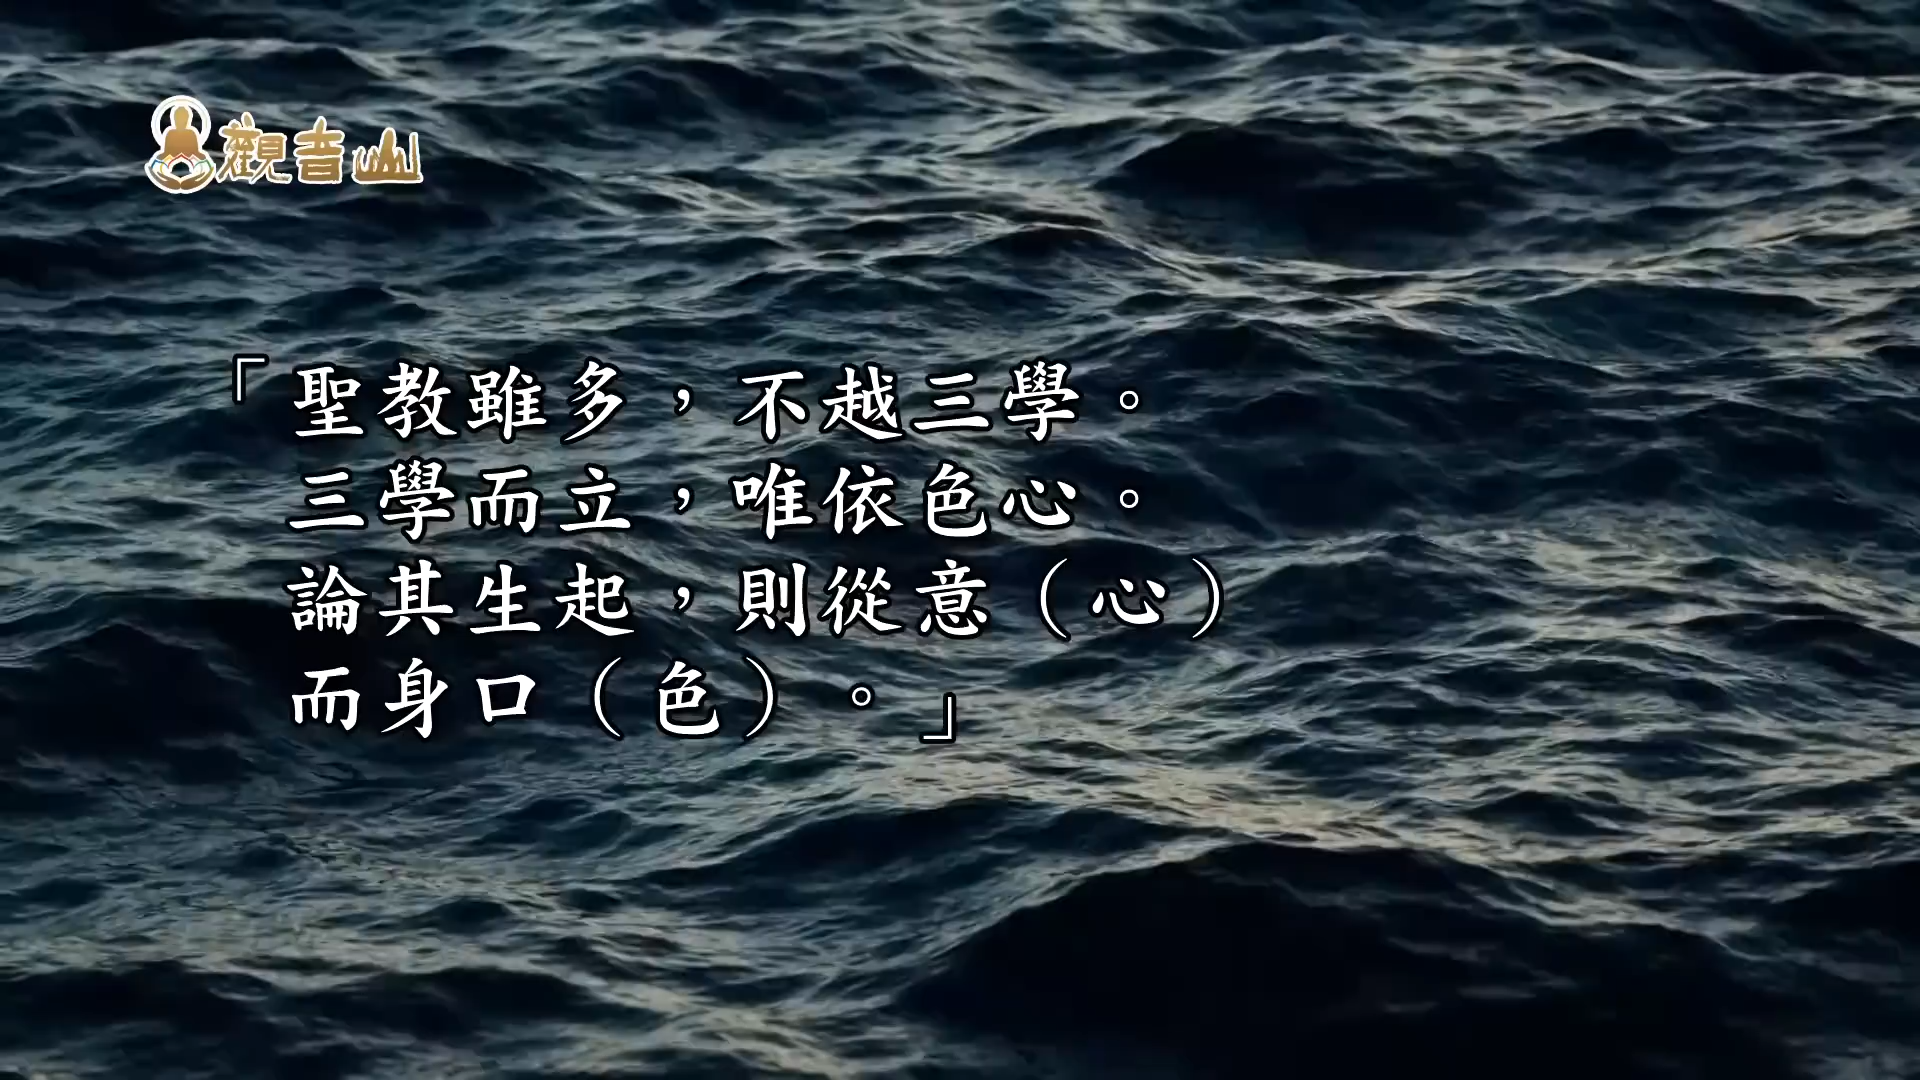 觀音山
「聖教雖多，不越三學。
三學而立，唯依色心。
論其生起，則從意（心）
而身口（色）。」